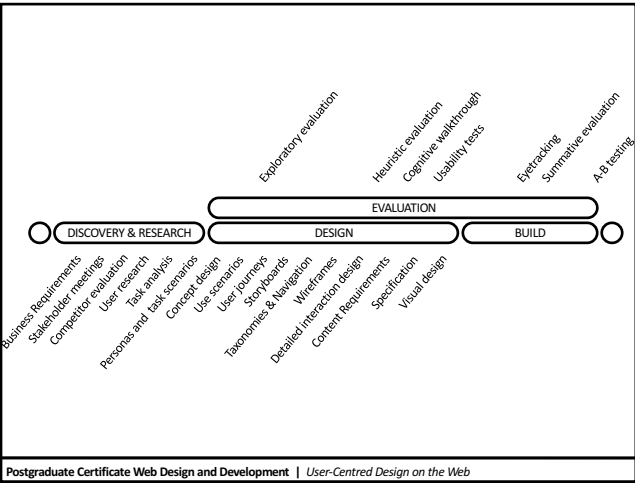 Exploratory evaluation
Heuristic evaluation
Cognitive walkthrough
Usability tests
Eyetracking
Summative evaluation
A-B testing
EVALUATION
DISCOVERY & RESEARCH
DESIGN
BUILD
Business Requirements
Stakeholder meetings
Competitor evaluation
User research
Task analysis
Personas and task scenarios
Concept design
Use scenarios
User journeys
Storyboards
Taxonomies & Navigation
Wireframes
Detailed interaction design
Content Requirements
Specification
Visual design
Postgraduate Certificate Web Design and Development | User-Centred Design on the Web